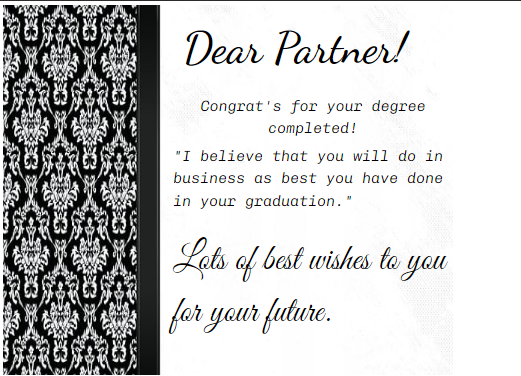 Dear Partner!
Congrat's for your degree
completed!
"I believe that you will do in
business as best you have done
in your graduation."
Lots of best wishes to you
for your future.